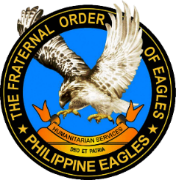 THE FRATERNAL ORDER OF EAGLES
HUMANITARIAN SERVICES
DEO ET PATRIA
PHILIPPINE EAGLES